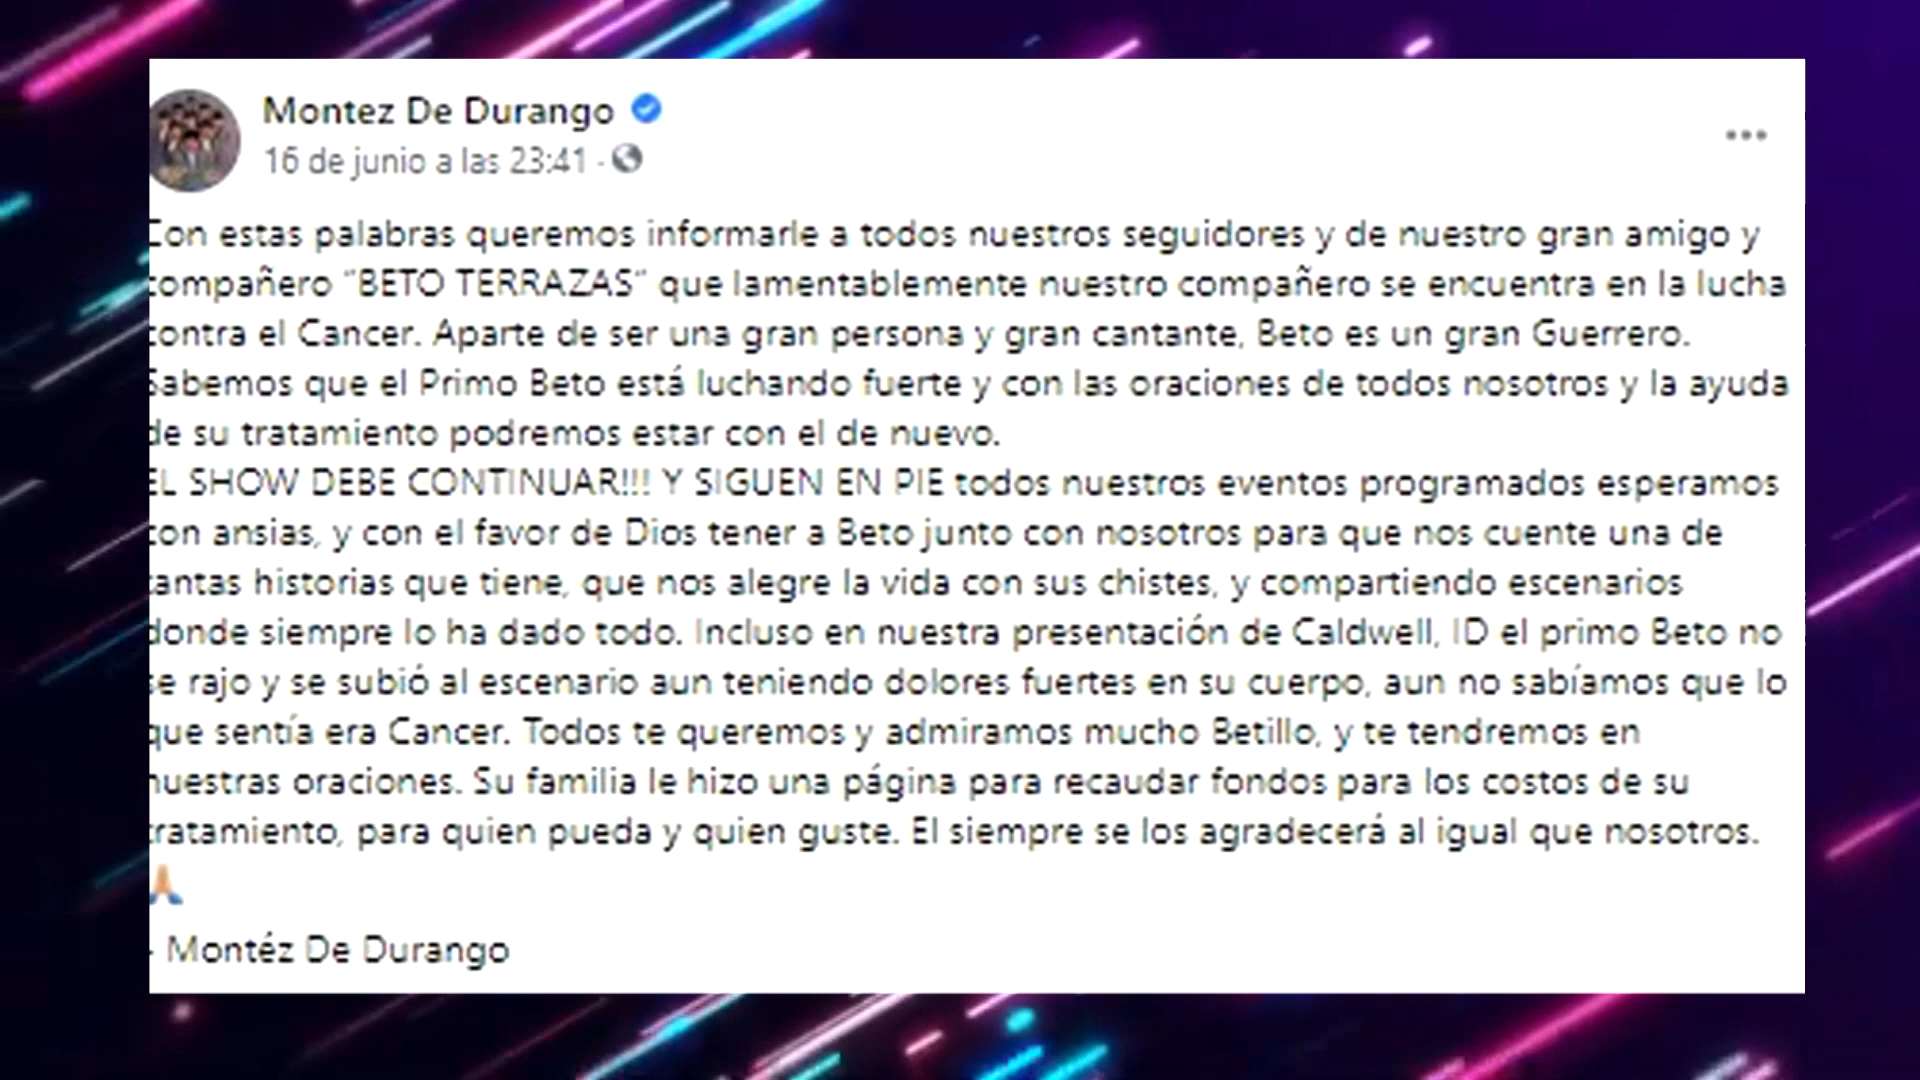 Montez De Durango
16 de junio a las 23:41 ·
Con estas palabras queremos informarle a todos nuestros seguidores y de nuestro gran amigo y
compañero "BETO TERRAZAS" que lamentablemente nuestro compañero se encuentra en la lucha
contra el Cancer. Aparte de ser una gran persona y gran cantante, Beto es un gran Guerrero.
Sabemos que el Primo Beto está luchando fuerte y con las oraciones de todos nosotros y la ayuda
de su tratamiento podremos estar con el de nuevo.
EL SHOW DEBE CONTINUAR!!! Y SIGUEN EN PIE todos nuestros eventos programados esperamos
con ansias, y con el favor de Dios tener a Beto junto con nosotros para que nos cuente una de
tantas historias que tiene, que nos alegre la vida con sus chistes, y compartiendo escenarios
donde siempre lo ha dado todo. Incluso en nuestra presentación de Caldwell, ID el primo Beto no
se rajo y se subió al escenario aun teniendo dolores fuertes en su cuerpo, aun no sabíamos que lo
que sentía era Cancer. Todos te queremos y admiramos mucho Betillo, y te tendremos en
nuestras oraciones. Su familia le hizo una página para recaudar fondos para los costos de su
tratamiento, para quien pueda y quien guste. El siempre se los agradecerá al igual que nosotros.
🙏
- Montéz De Durango